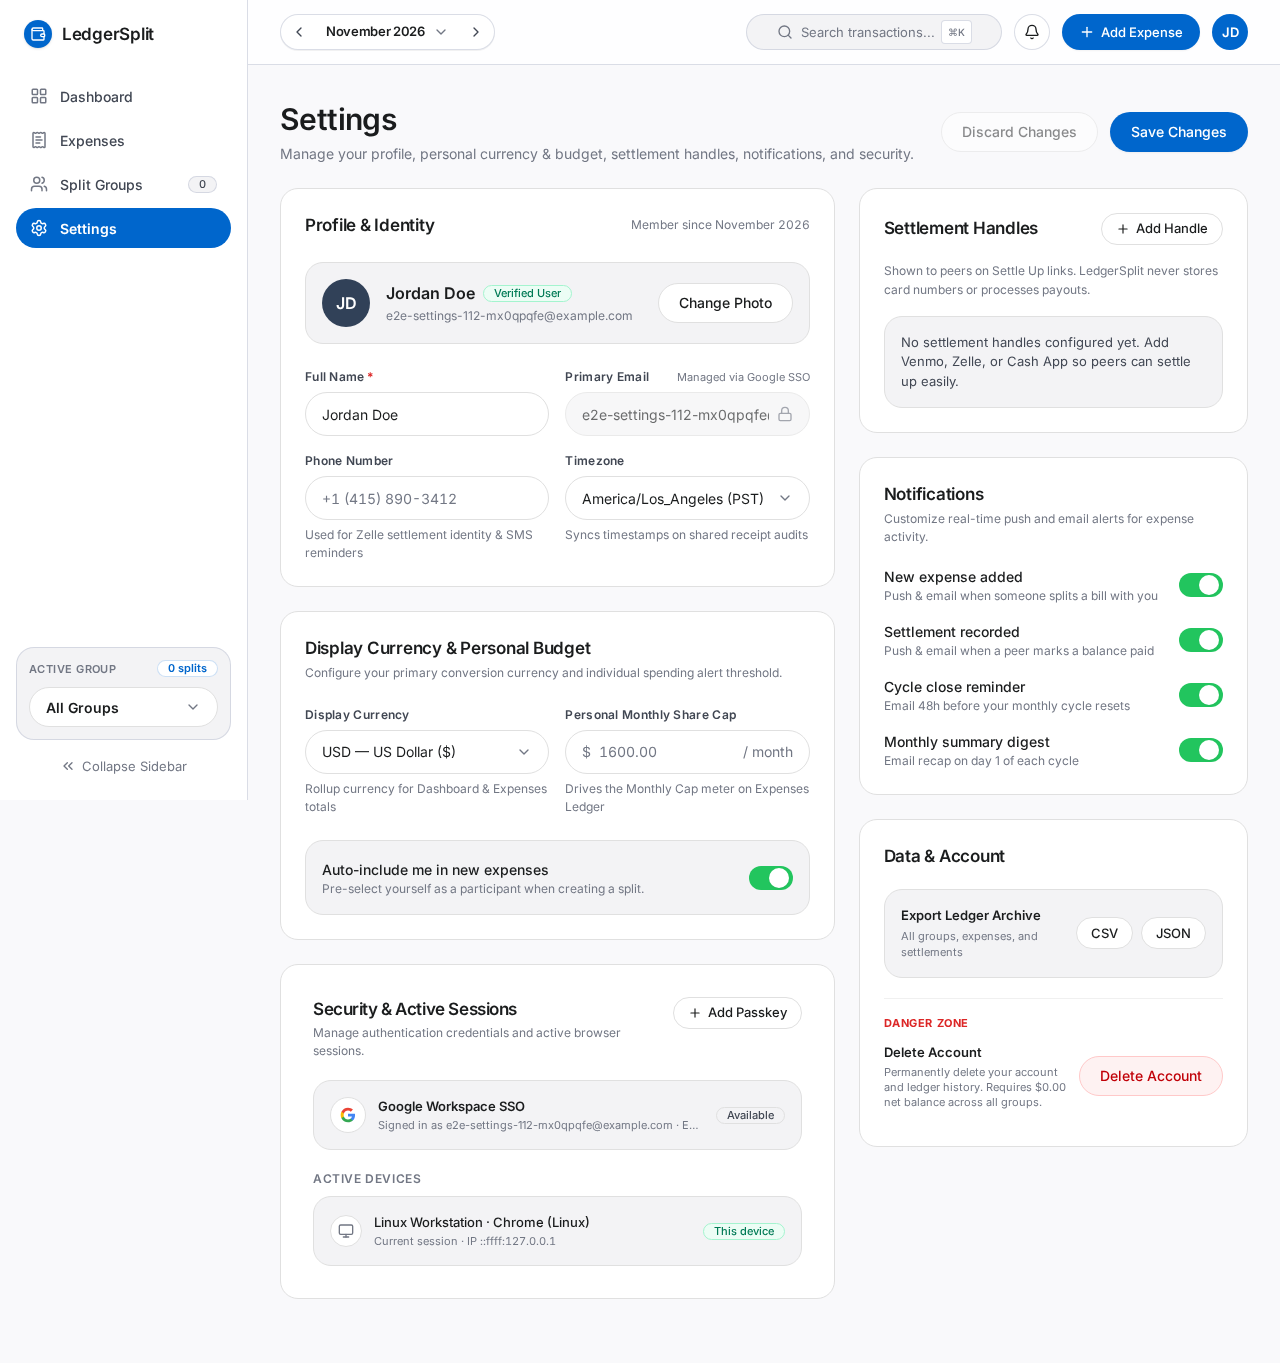 LedgerSplit
November 2026
Search transactions... ⌘K
Add Expense
JD
Dashboard
Expenses
Split Groups 0
Settings
ACTIVE GROUP 0 splits
All Groups
Collapse Sidebar
Settings
Manage your profile, personal currency & budget, settlement handles, notifications, and security.
Discard Changes
Save Changes
Profile & Identity
Member since November 2026
JD
Jordan Doe Verified User
e2e-settings-112-mx0qpqfe@example.com
Change Photo
Full Name *
Jordan Doe
Primary Email Managed via Google SSO
e2e-settings-112-mx0qpqfe
Phone Number
+1 (415) 890-3412
Used for Zelle settlement identity & SMS
reminders
Timezone
America/Los_Angeles (PST)
Syncs timestamps on shared receipt audits
Display Currency & Personal Budget
Configure your primary conversion currency and individual spending alert threshold.
Display Currency
USD — US Dollar ($)
Rollup currency for Dashboard & Expenses
totals
Personal Monthly Share Cap
$ 1600.00 / month
Drives the Monthly Cap meter on Expenses
Ledger
Auto-include me in new expenses
Pre-select yourself as a participant when creating a split.
Security & Active Sessions
Manage authentication credentials and active browser
sessions.
Add Passkey
Google Workspace SSO
Signed in as e2e-settings-112-mx0qpqfe@example.com · E...
Available
ACTIVE DEVICES
Linux Workstation · Chrome (Linux)
Current session · IP ::ffff:127.0.0.1
This device
Settlement Handles
Add Handle
Shown to peers on Settle Up links. LedgerSplit never stores
card numbers or processes payouts.
No settlement handles configured yet. Add
Venmo, Zelle, or Cash App so peers can settle
up easily.
Notifications
Customize real-time push and email alerts for expense
activity.
New expense added
Push & email when someone splits a bill with you
Settlement recorded
Push & email when a peer marks a balance paid
Cycle close reminder
Email 48h before your monthly cycle resets
Monthly summary digest
Email recap on day 1 of each cycle
Data & Account
Export Ledger Archive
All groups, expenses, and
settlements
CSV
JSON
DANGER ZONE
Delete Account
Permanently delete your account
and ledger history. Requires $0.00
net balance across all groups.
Delete Account